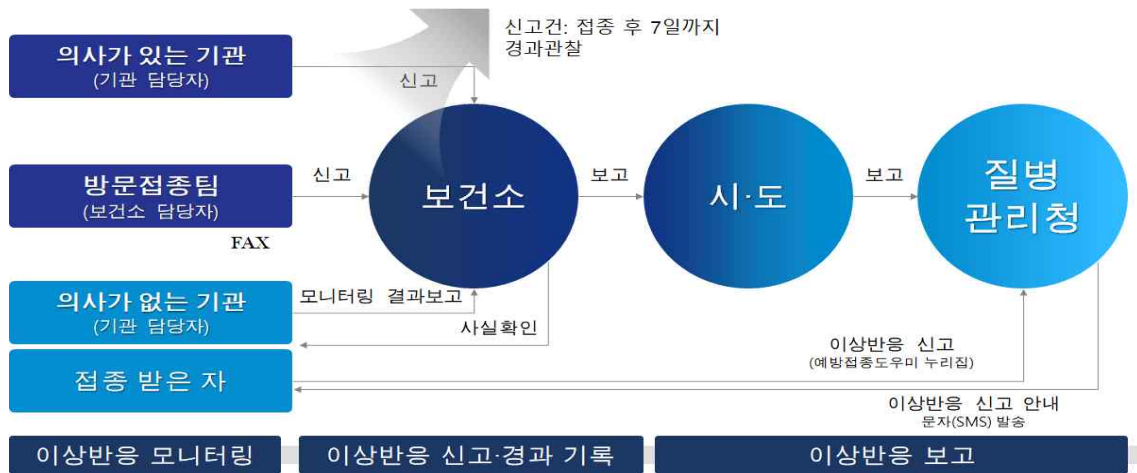 신고건: 접종 후 7일까지
경과관찰
의사가 있는 기관
(기관 담당자)
신고
방문접종팀
(보건소 담당자)
신고
보건소
보고
시·도
보고
질병
관리청
FAX
의사가 없는 기관
(기관 담당자)
모니터링 결과보고
사실확인
접종 받은 자
이상반응 신고
(예방접종도우미 누리집)
이상반응 신고 안내
문자(SMS) 발송
이상반응 모니터링
이상반응 신고·경과 기록
이상반응 보고